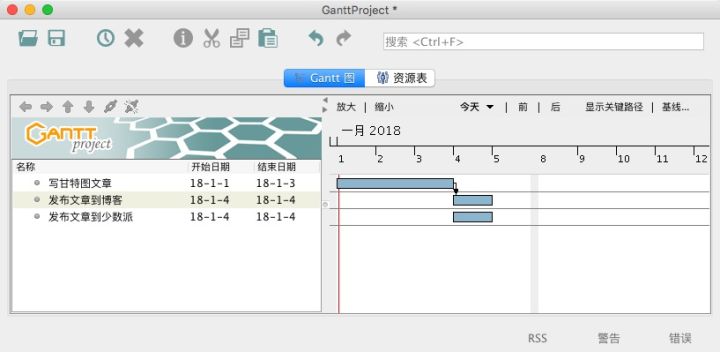 GanttProject *
搜索 <Ctrl+F>
Gantt 图 资源表
放大 | 缩小 今天 | 前 | 后 显示关键路径 | 基线...
GANTT project
一月 2018
1 2 3 4 5 8 9 10 11 12
名称 开始日期 结束日期
写甘特图文章 18-1-1 18-1-3
发布文章到博客 18-1-4 18-1-4
发布文章到少数派 18-1-4 18-1-4
RSS 警告 错误